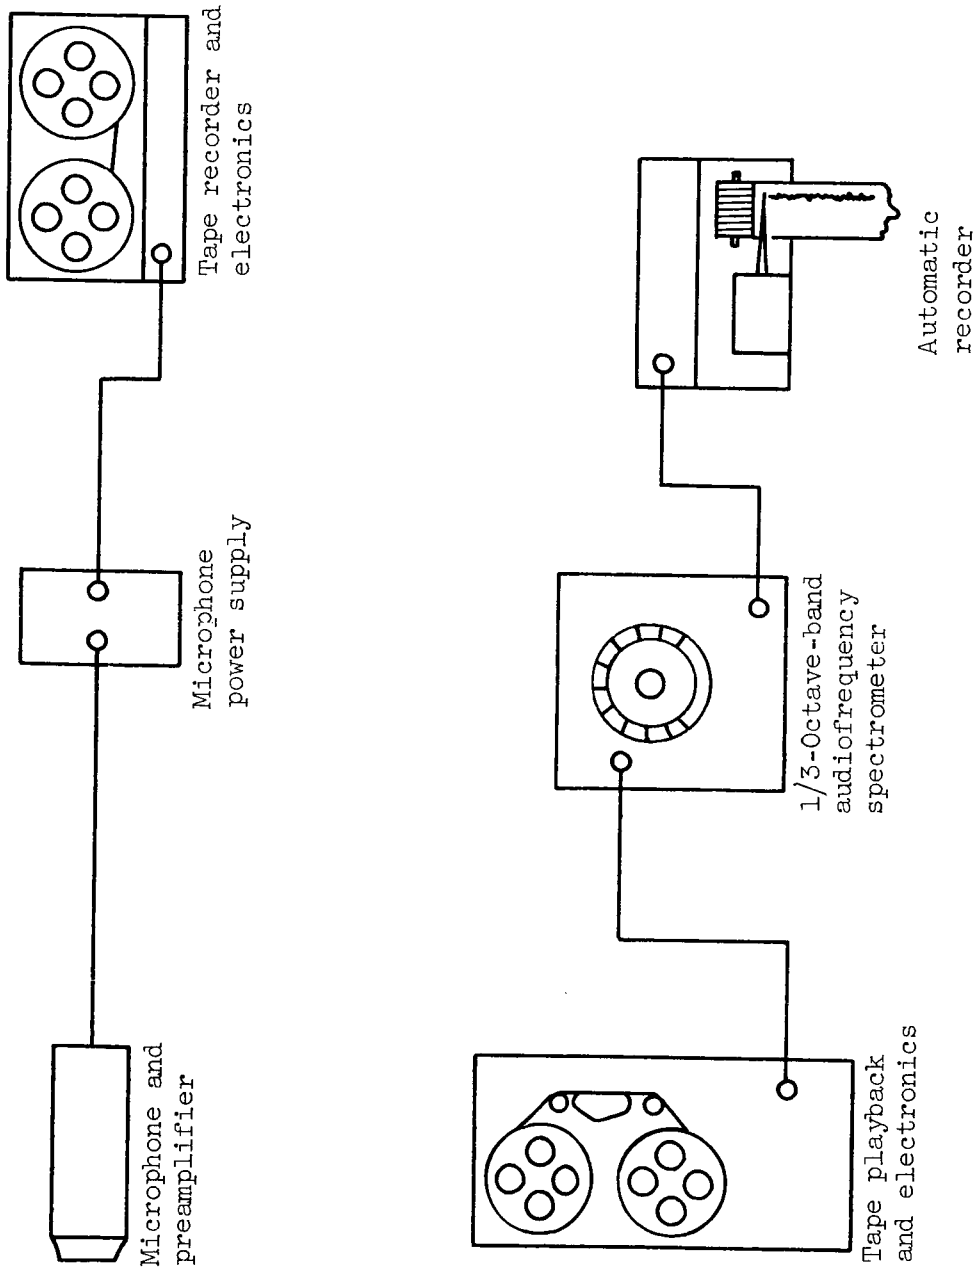 Microphone and
preamplifier
Microphone
power supply
Tape recorder and
electronics
Tape playback
and electronics
1/3-Octave-band
audiofrequency
spectrometer
Automatic
recorder